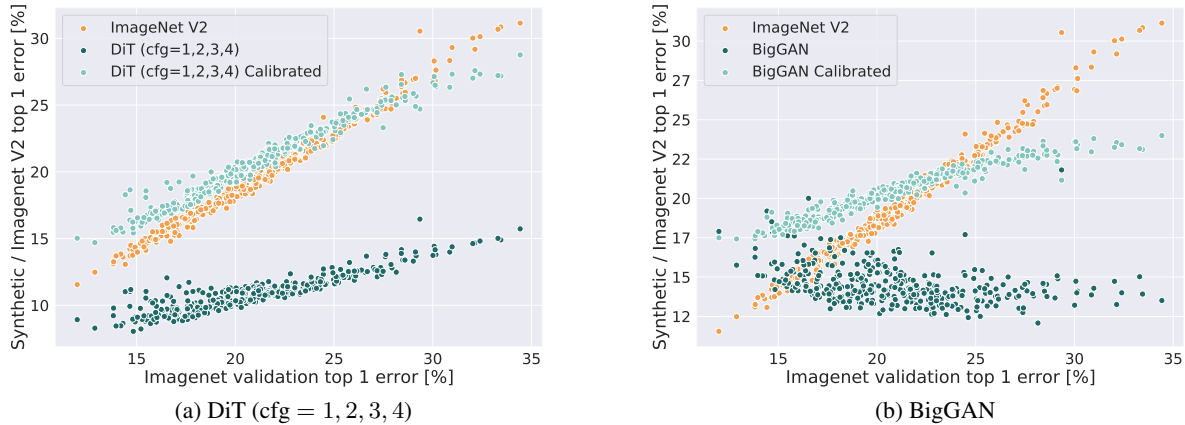 Synthetic / Imagenet V2 top 1 error [%]
30
25
20
15
10
ImageNet V2
DiT (cfg=1,2,3,4)
DiT (cfg=1,2,3,4) Calibrated
15 20 25 30 35
Imagenet validation top 1 error [%]
(a) DiT (cfg = 1, 2, 3, 4)
Synthetic / Imagenet V2 top 1 error [%]
30
27
25
22
20
17
15
12
ImageNet V2
BigGAN
BigGAN Calibrated
15 20 25 30 35
Imagenet validation top 1 error [%]
(b) BigGAN